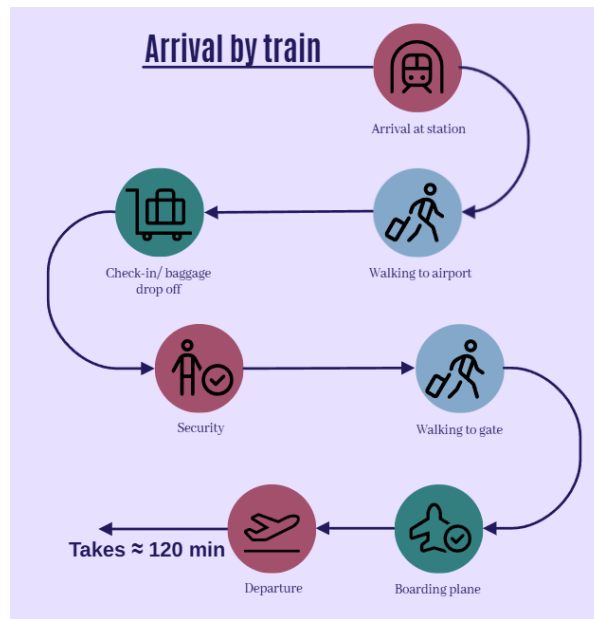 Arrival by train
Arrival at station
Walking to airport
Check-in/ baggage
drop off
Security
Walking to gate
Boarding plane
Departure
Takes ≈ 120 min